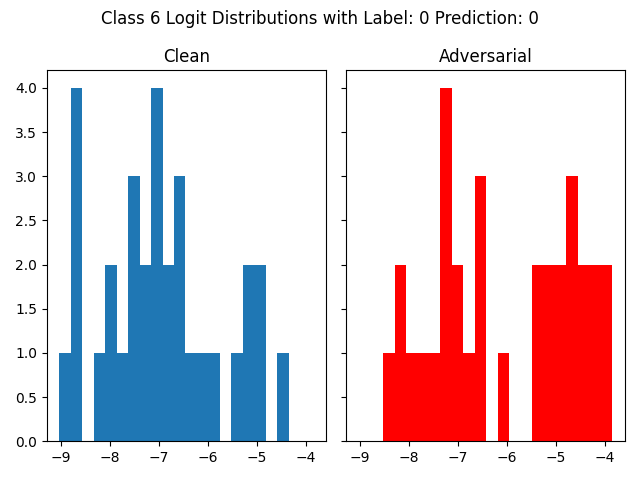 Class 6 Logit Distributions with Label: 0 Prediction: 0
Clean
Adversarial
4.0
3.5
3.0
2.5
2.0
1.5
1.0
0.5
0.0
−9 −8 −7 −6 −5 −4
−9 −8 −7 −6 −5 −4